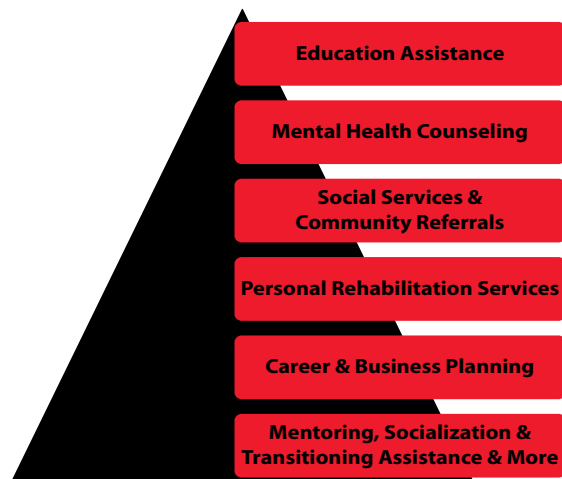 Education Assistance
Mental Health Counseling
Social Services &
Community Referrals
Personal Rehabilitation Services
Career & Business Planning
Mentoring, Socialization &
Transitioning Assistance & More